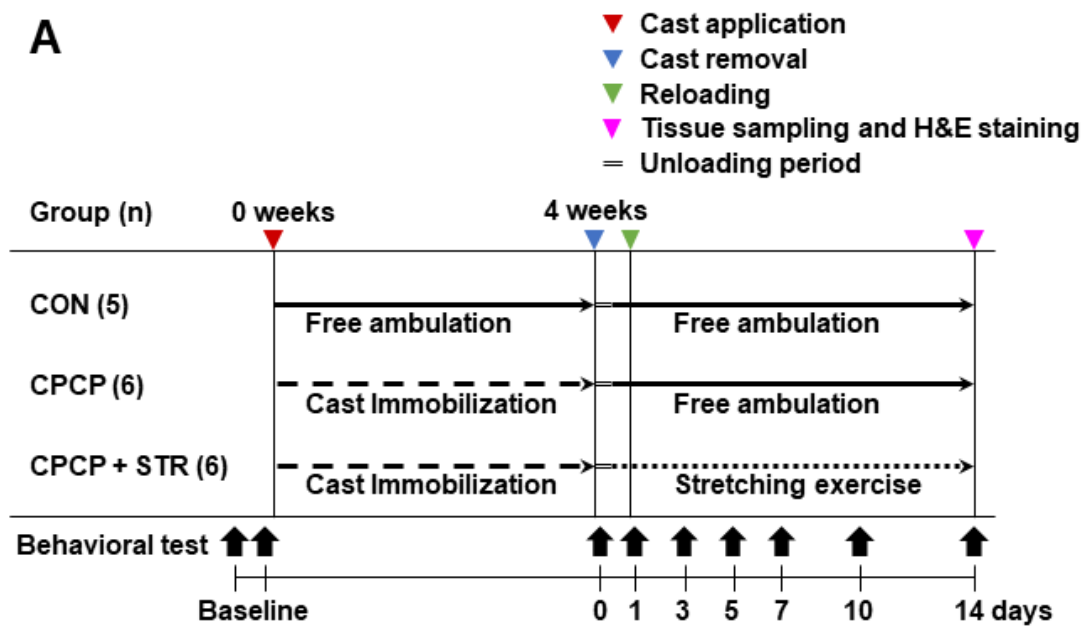 A
Cast application
Cast removal
Reloading
Tissue sampling and H&E staining
Unloading period
Group (n) 0 weeks 4 weeks
CON (5)
Free ambulation Free ambulation
CPCP (6)
Cast Immobilization Free ambulation
CPCP + STR (6)
Cast Immobilization Stretching exercise
Behavioral test
Baseline 0 1 3 5 7 10 14 days